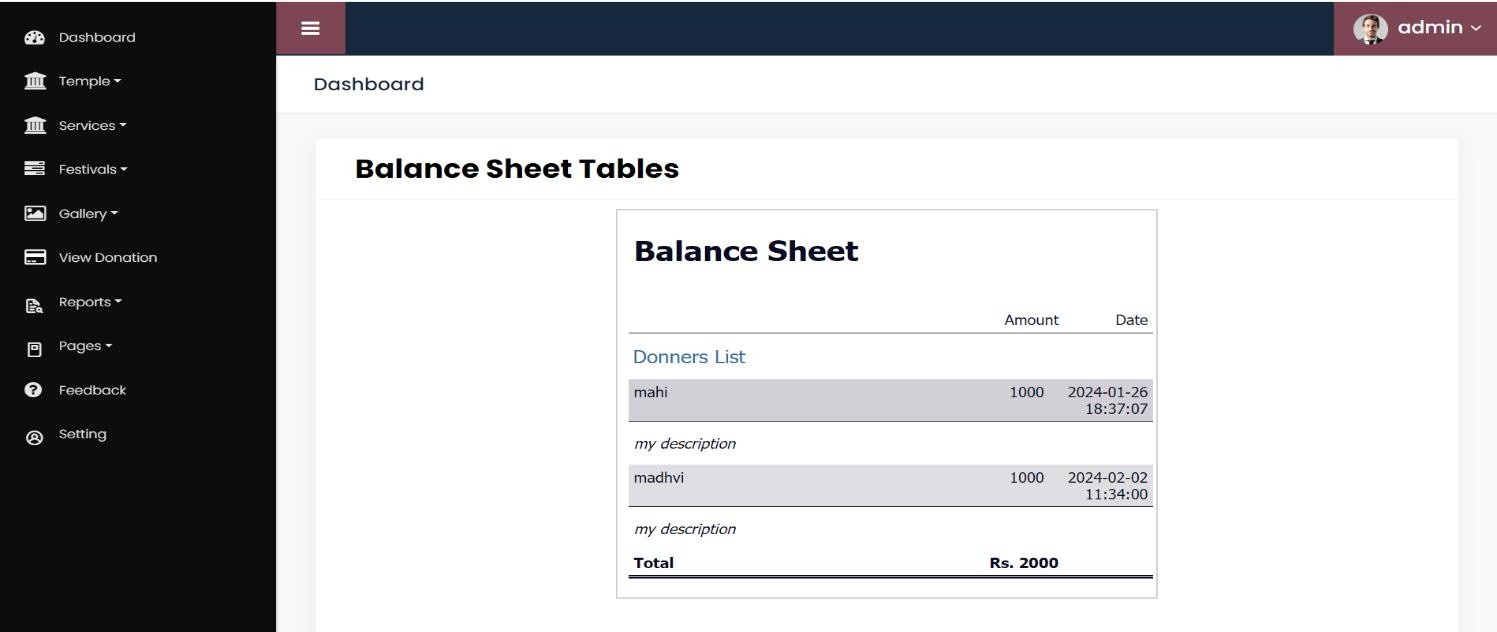 Dashboard
Temple
Services
Festivals
Gallery
View Donation
Reports
Pages
Feedback
Setting
admin
Dashboard
Balance Sheet Tables
Balance Sheet
Amount Date
Donners List
mahi 1000 2024-01-26
18:37:07
my description
madhvi 1000 2024-02-02
11:34:00
my description
Total Rs. 2000